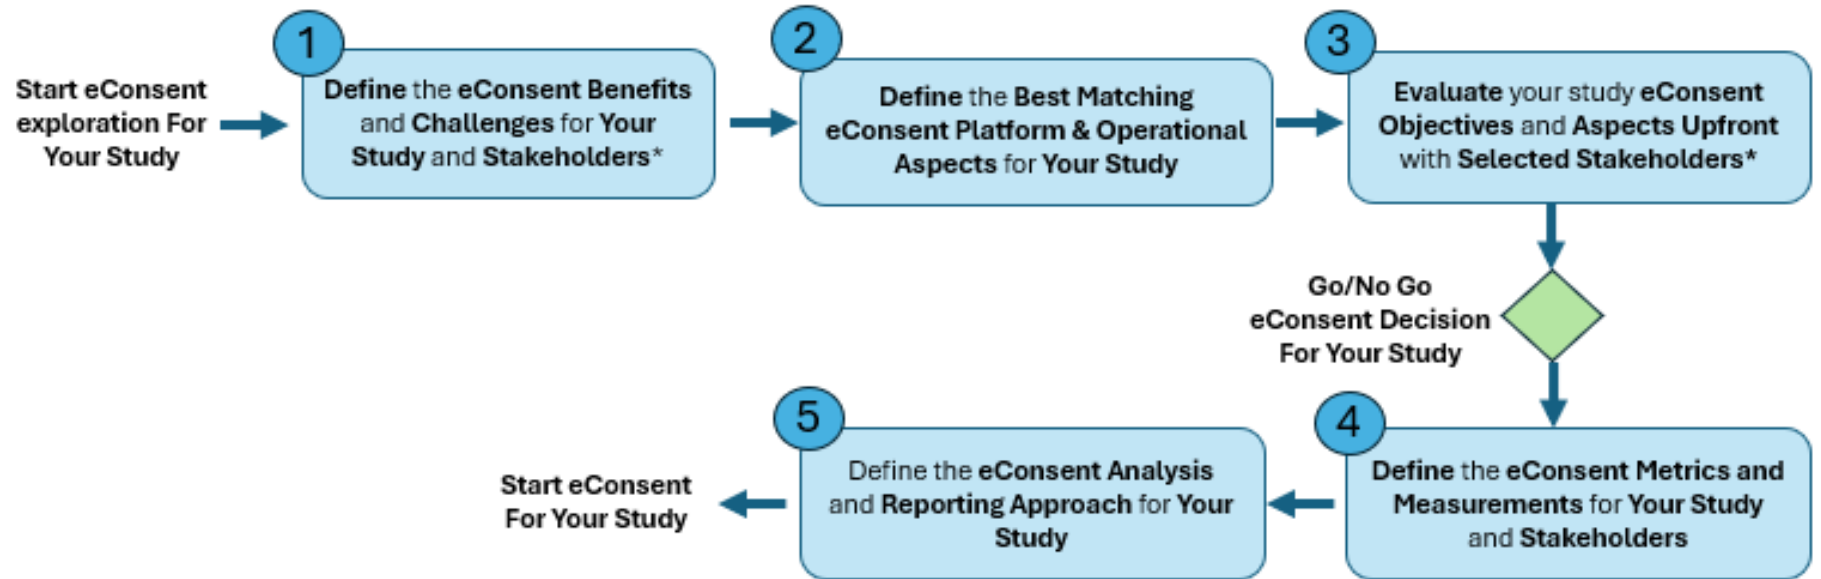 Start eConsent
exploration For
Your Study
1
Define the eConsent Benefits
and Challenges for Your
Study and Stakeholders*
2
Define the Best Matching
eConsent Platform & Operational
Aspects for Your Study
3
Evaluate your study eConsent
Objectives and Aspects Upfront
with Selected Stakeholders*
Go/No Go
eConsent Decision
For Your Study
4
Define the eConsent Metrics and
Measurements for Your Study
and Stakeholders
5
Define the eConsent Analysis
and Reporting Approach for Your
Study
Start eConsent
For Your Study